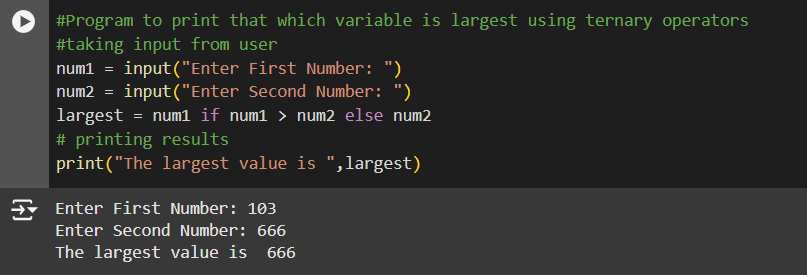 #Program to print that which variable is largest using ternary operators
#taking input from user
num1 = input("Enter First Number: ")
num2 = input("Enter Second Number: ")
largest = num1 if num1 > num2 else num2
# printing results
print("The largest value is ",largest)
Enter First Number: 103
Enter Second Number: 666
The largest value is  666